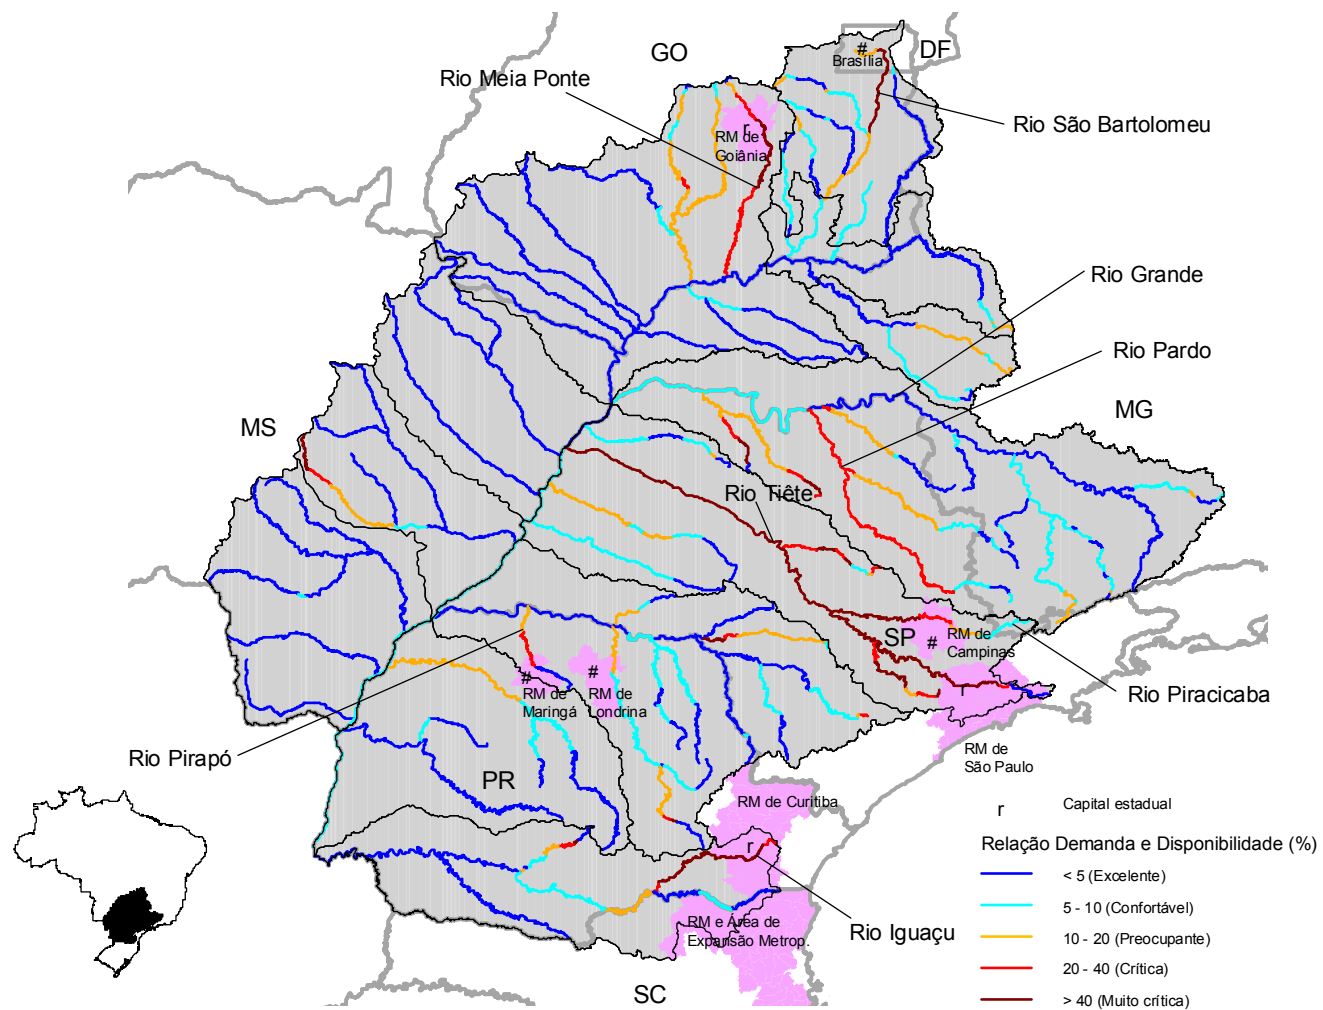 GO
DF
#
Brasília
Rio Meia Ponte
r
RM de
Goiânia
Rio São Bartolomeu
Rio Grande
Rio Pardo
MG
MS
Rio Tiête
SP
#
RM de
Campinas
#
RM de
Maringá
#
RM de
Londrina
r
Rio Piracicaba
RM de
São Paulo
Rio Pirapó
PR
RM de Curitiba
r
RM e Área de
Expansão Metrop.
Rio Iguaçu
SC
r Capital estadual
Relação Demanda e Disponibilidade (%)
< 5 (Excelente)
5 - 10 (Confortável)
10 - 20 (Preocupante)
20 - 40 (Crítica)
> 40 (Muito crítica)